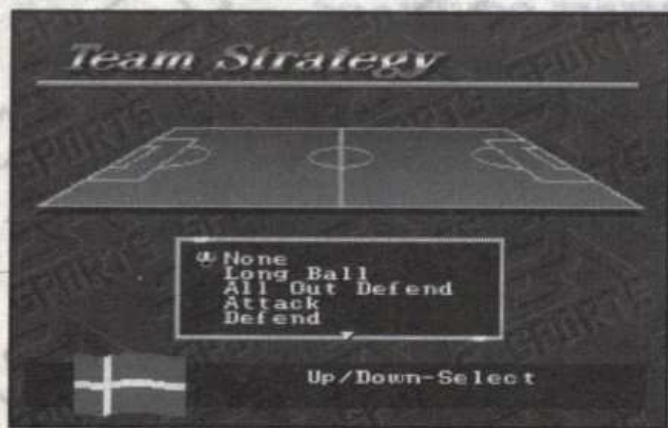 Team Strategy
None
Long Ball
All Out Defend
Attack
Defend
Up/Down-Select